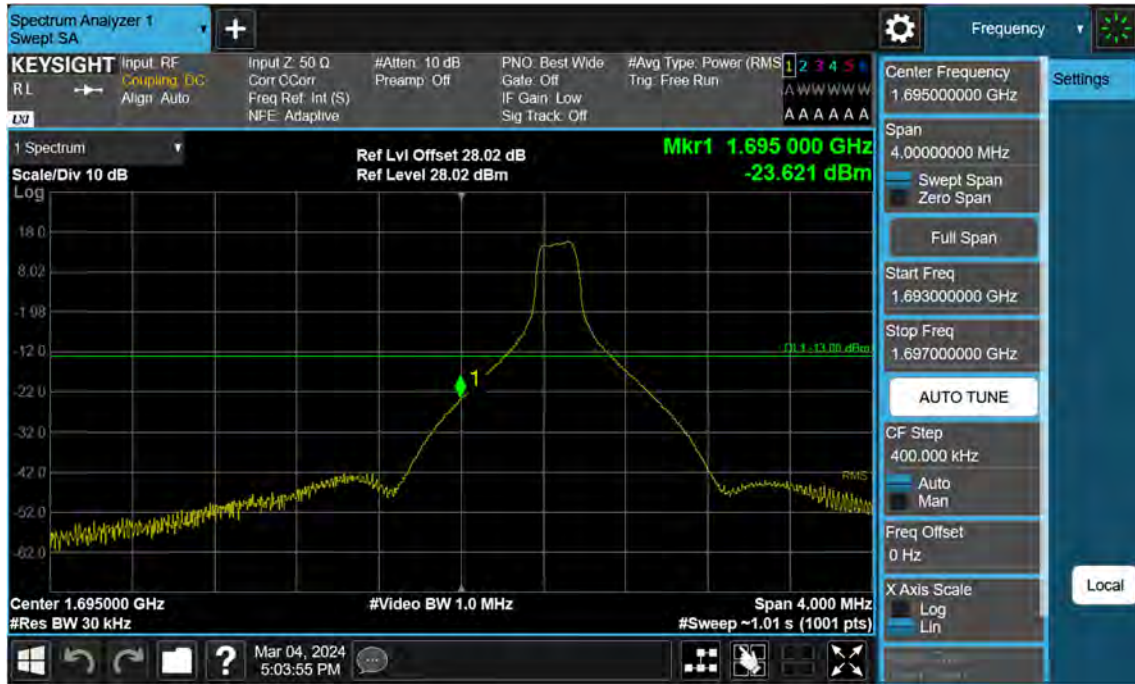 Spectrum Analyzer 1
Swept SA
+
Frequency
KEYSIGHT
RL
LXI
Input: RF
Coupling: DC
Align: Auto
Input Z: 50 Ω
Corr CCorr
Freq Ref: Int (S)
NFE: Adaptive
#Atten: 10 dB
Preamp: Off
PNO: Best Wide
Gate: Off
IF Gain: Low
Sig Track: Off
#Avg Type: Power (RMS
Trig: Free Run
1 2 3 4 5 6
A W W W W W
A A A A A A
Center Frequency
1.695000000 GHz
Settings
1 Spectrum
Scale/Div 10 dB
Ref Lvl Offset 28.02 dB
Ref Level 28.02 dBm
Mkr1 1.695 000 GHz
-23.621 dBm
Span
4.00000000 MHz
Swept Span
Zero Span
Full Span
Start Freq
1.693000000 GHz
Stop Freq
1.697000000 GHz
AUTO TUNE
CF Step
400.000 kHz
Auto
Man
Freq Offset
0 Hz
X Axis Scale
Log
Lin
Local
Log
18.0
8.02
-1.98
-12.0
-22.0
-32.0
-42.0
-52.0
-62.0
DL1 -13.00 dBm
1
RMS
Center 1.695000 GHz
#Res BW 30 kHz
#Video BW 1.0 MHz
Span 4.000 MHz
#Sweep ~1.01 s (1001 pts)
?
Mar 04, 2024
5:03:55 PM